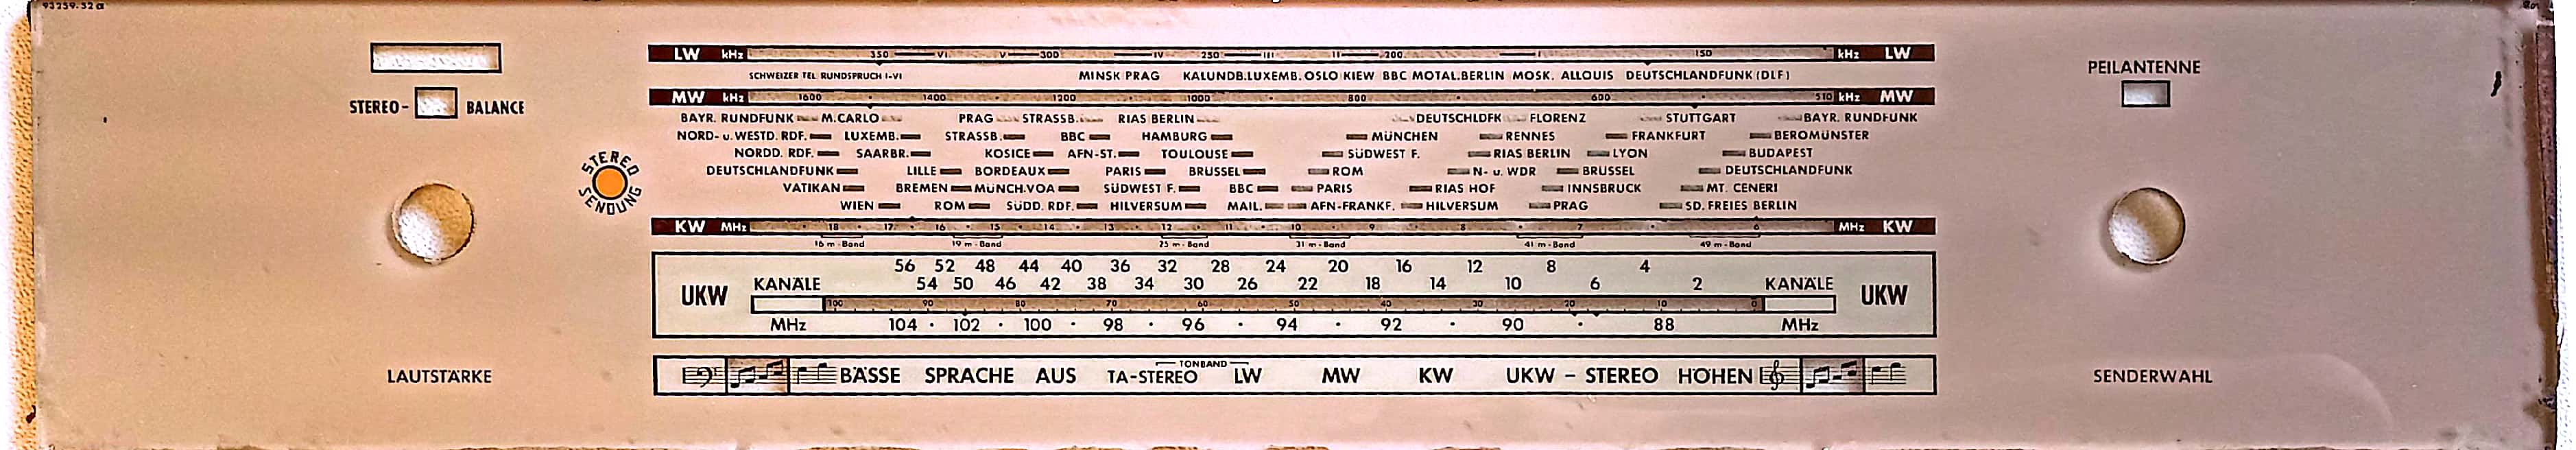 93259.52a
STEREO- BALANCE
LAUTSTÄRKE
STEREO SENDUNG
LW kHz 350 VI V 300 IV 250 III II 200 I 150 kHz LW
SCHWEIZER TEL RUNDSPRUCH I-VI MINSK PRAG KALUNDB. LUXEMB. OSLO KIEW BBC MOTAL. BERLIN MOSK. ALLOUIS DEUTSCHLANDFUNK (DLF)
MW kHz 1600 1400 1200 1000 800 600 510 kHz MW
BAYR. RUNDFUNK M.CARLO PRAG STRASSB. RIAS BERLIN DEUTSCHLDFK FLORENZ STUTTGART BAYR. RUNDFUNK
NORD- u. WESTD. RDF. LUXEMB. STRASSB. BBC HAMBURG MÜNCHEN RENNES FRANKFURT BEROMÜNSTER
NORDD. RDF. SAARBR. KOSICE AFN-ST. TOULOUSE SÜDWEST F. RIAS BERLIN LYON BUDAPEST
DEUTSCHLANDFUNK LILLE BORDEAUX PARIS BRÜSSEL ROM N- u. WDR BRÜSSEL DEUTSCHLANDFUNK
VATIKAN BREMEN MÜNCH.VOA SÜDWEST F. BBC PARIS RIAS HOF INNSBRUCK MT. CENERI
WIEN ROM SÜDD. RDF. HILVERSUM MAIL. AFN-FRANKF. HILVERSUM PRAG SD. FREIES BERLIN
KW MHz 18 17 16 15 14 13 12 11 10 9 8 7 6 MHz KW
16 m-Band 19 m-Band 25 m-Band 31 m-Band 41 m-Band 49 m-Band
56 52 48 44 40 36 32 28 24 20 16 12 8 4
UKW KANÄLE 54 50 46 42 38 34 30 26 22 18 14 10 6 2 KANÄLE UKW
100 90 80 70 60 50 40 30 20 10 0
MHz 104 · 102 · 100 · 98 · 96 · 94 · 92 · 90 · 88 MHz
TONBAND
BÄSSE SPRACHE AUS TA-STEREO LW MW KW UKW – STEREO HÖHEN
PEILANTENNE
SENDERWAHL